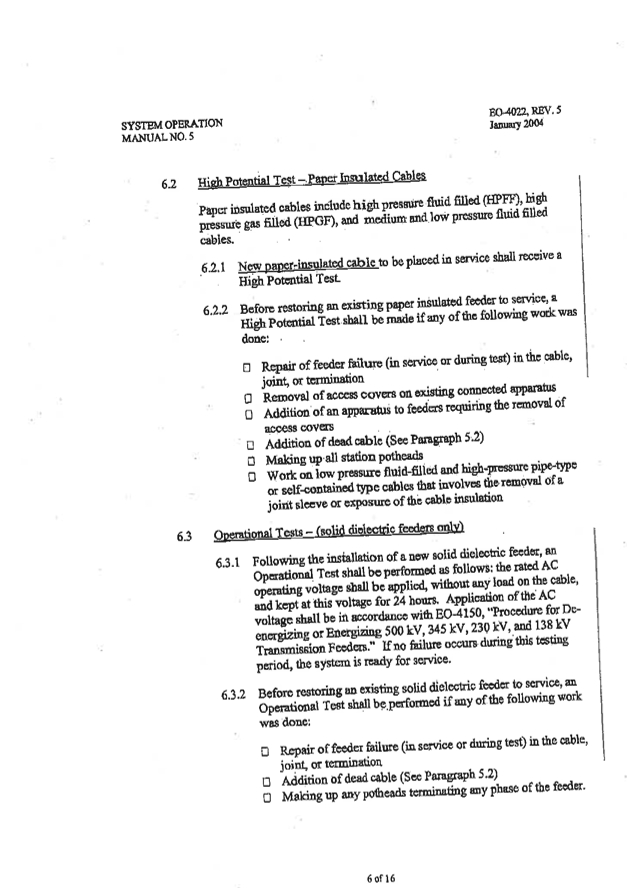 EO-4022, REV. 5
SYSTEM OPERATION
January 2004
MANUAL NO. 5
6.2 High Potential Test – Paper Insulated Cables
Paper insulated cables include high pressure fluid filled (HPFF), high
pressure gas filled (HPGF), and medium and low pressure fluid filled
cables.
6.2.1 New paper-insulated cable to be placed in service shall receive a
High Potential Test.
6.2.2 Before restoring an existing paper insulated feeder to service, a
High Potential Test shall be made if any of the following work was
done:
☐ Repair of feeder failure (in service or during test) in the cable,
joint, or termination
☐ Removal of access covers on existing connected apparatus
☐ Addition of an apparatus to feeders requiring the removal of
access covers
☐ Addition of dead cable (See Paragraph 5.2)
☐ Making up all station potheads
☐ Work on low pressure fluid-filled and high-pressure pipe-type
or self-contained type cables that involves the removal of a
joint sleeve or exposure of the cable insulation
6.3 Operational Tests – (solid dielectric feeders only)
6.3.1 Following the installation of a new solid dielectric feeder, an
Operational Test shall be performed as follows: the rated AC
operating voltage shall be applied, without any load on the cable,
and kept at this voltage for 24 hours. Application of the AC
voltage shall be in accordance with EO-4150, "Procedure for De-
energizing or Energizing 500 kV, 345 kV, 230 kV, and 138 kV
Transmission Feeders." If no failure occurs during this testing
period, the system is ready for service.
6.3.2 Before restoring an existing solid dielectric feeder to service, an
Operational Test shall be performed if any of the following work
was done:
☐ Repair of feeder failure (in service or during test) in the cable,
joint, or termination
☐ Addition of dead cable (See Paragraph 5.2)
☐ Making up any potheads terminating any phase of the feeder.
6 of 16